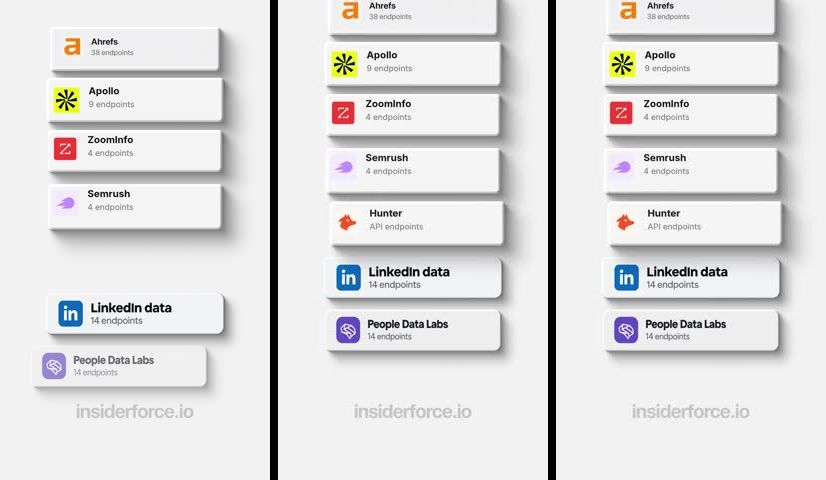 Ahrefs
38 endpoints
Apollo
9 endpoints
ZoomInfo
4 endpoints
Semrush
4 endpoints
LinkedIn data
14 endpoints
People Data Labs
14 endpoints
insiderforce.io
Ahrefs
38 endpoints
Apollo
9 endpoints
ZoomInfo
4 endpoints
Semrush
4 endpoints
Hunter
API endpoints
LinkedIn data
14 endpoints
People Data Labs
14 endpoints
insiderforce.io
Ahrefs
38 endpoints
Apollo
9 endpoints
ZoomInfo
4 endpoints
Semrush
4 endpoints
Hunter
API endpoints
LinkedIn data
14 endpoints
People Data Labs
14 endpoints
insiderforce.io